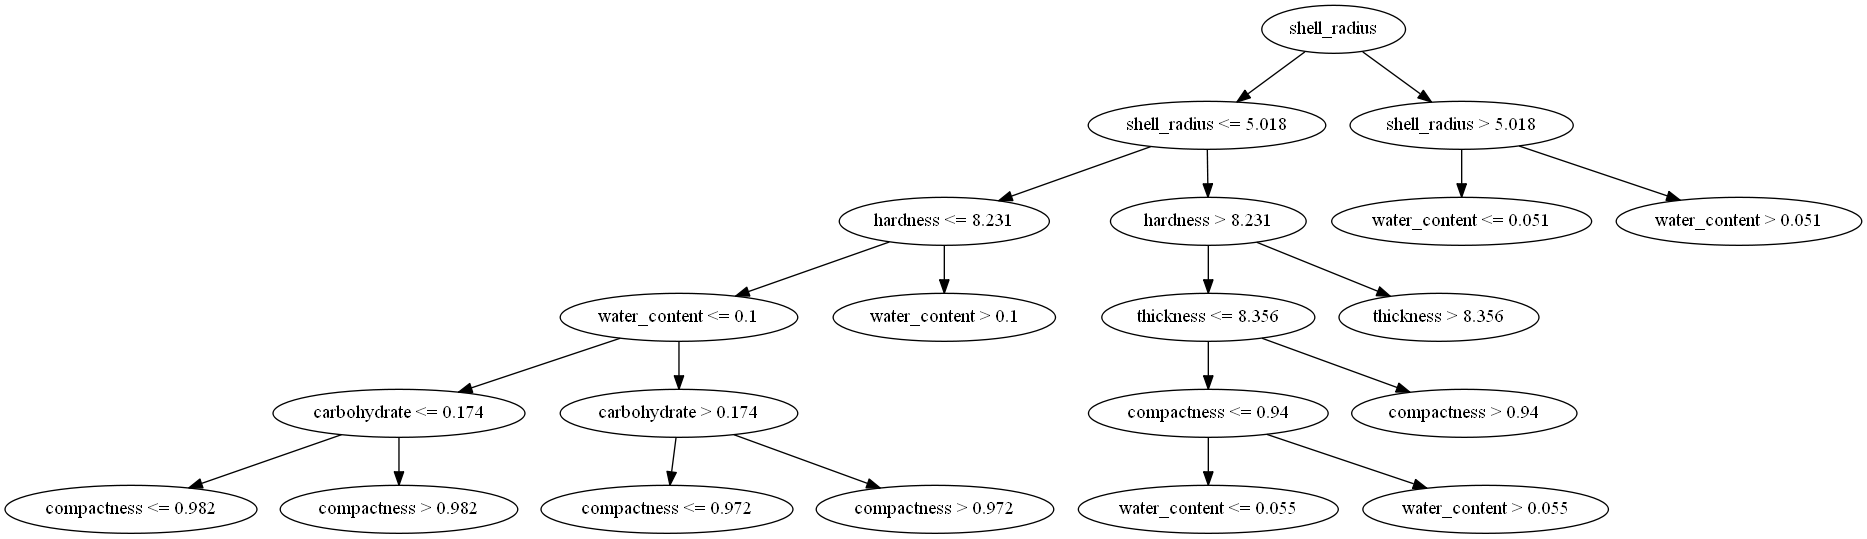 shell_radius
shell_radius <= 5.018
shell_radius > 5.018
hardness <= 8.231
hardness > 8.231
water_content <= 0.051
water_content > 0.051
water_content <= 0.1
water_content > 0.1
thickness <= 8.356
thickness > 8.356
carbohydrate <= 0.174
carbohydrate > 0.174
compactness <= 0.94
compactness > 0.94
compactness <= 0.982
compactness > 0.982
compactness <= 0.972
compactness > 0.972
water_content <= 0.055
water_content > 0.055